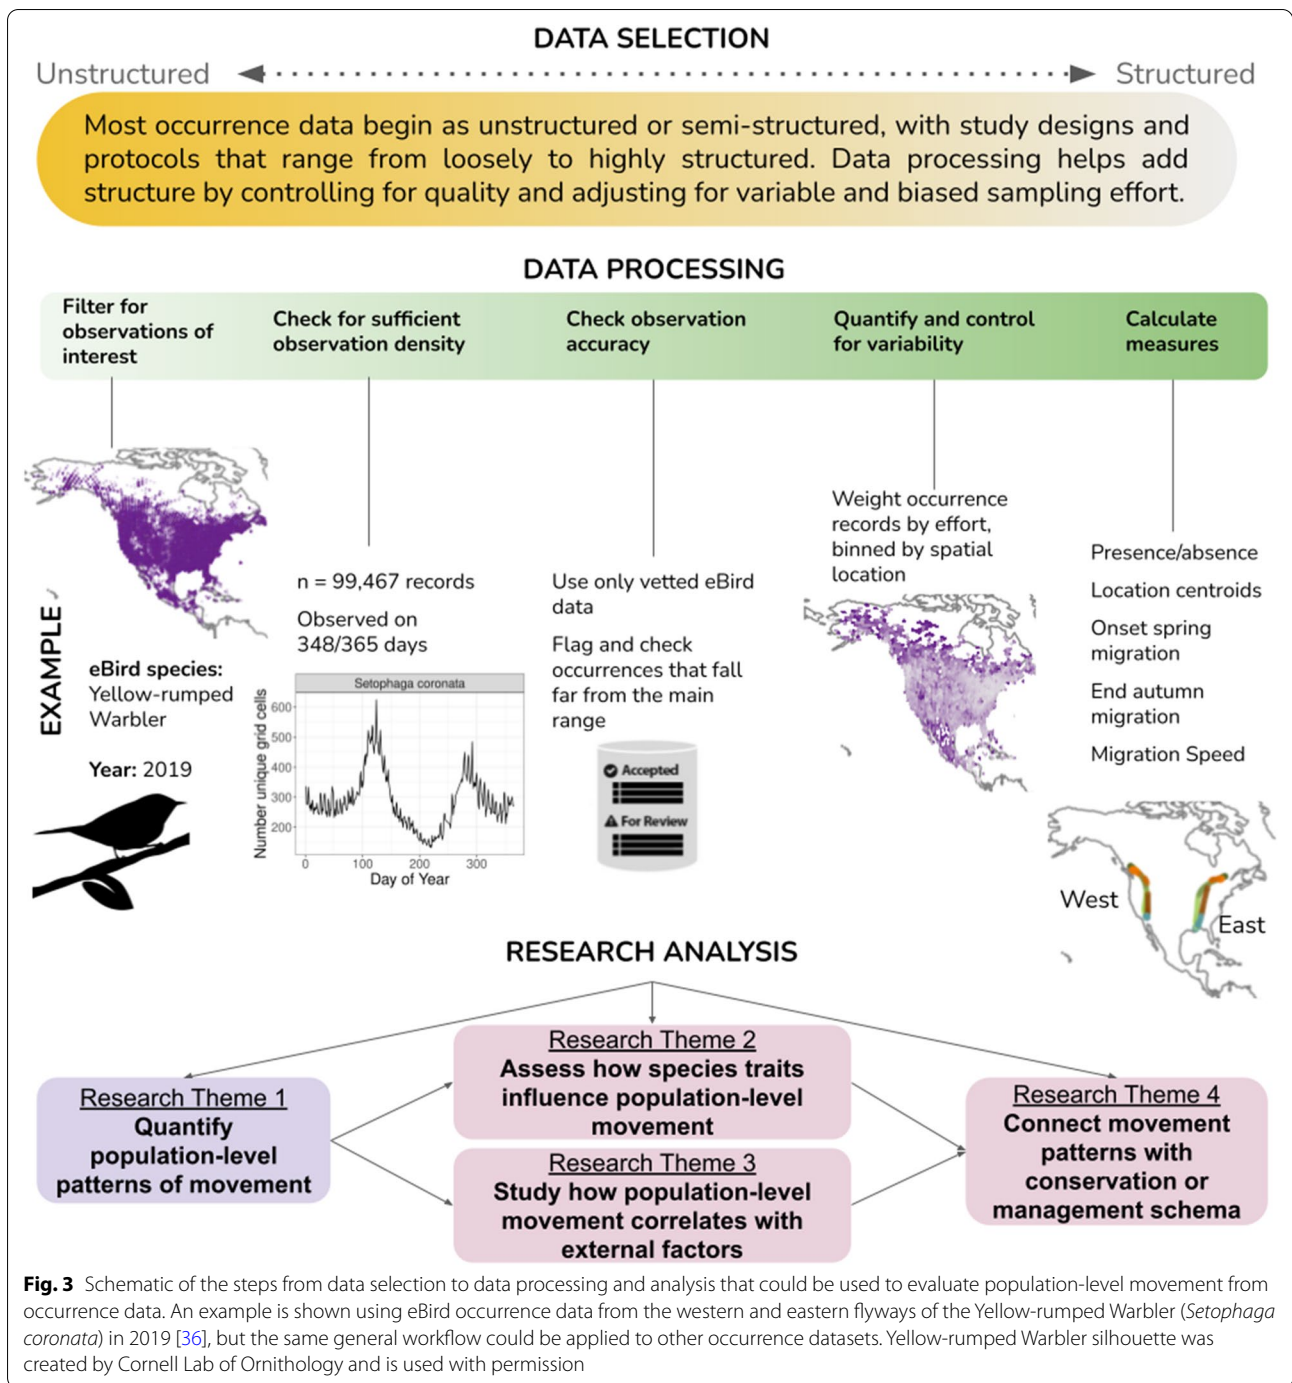 DATA SELECTION
Unstructured
Structured
Most occurrence data begin as unstructured or semi-structured, with study designs and
protocols that range from loosely to highly structured. Data processing helps add
structure by controlling for quality and adjusting for variable and biased sampling effort.
DATA PROCESSING
Filter for
observations of
interest
Check for sufficient
observation density
Check observation
accuracy
Quantify and control
for variability
Calculate
measures
EXAMPLE
eBird species:
Yellow-rumped
Warbler
Year: 2019
n = 99,467 records
Observed on
348/365 days
Setophaga coronata
Number unique grid cells
600
500
400
300
200
0
100
200
300
Day of Year
Use only vetted eBird
data
Flag and check
occurrences that fall
far from the main
range
Accepted
For Review
Weight occurrence
records by effort,
binned by spatial
location
Presence/absence
Location centroids
Onset spring
migration
End autumn
migration
Migration Speed
West
East
RESEARCH ANALYSIS
Research Theme 1
Quantify
population-level
patterns of movement
Research Theme 2
Assess how species traits
influence population-level
movement
Research Theme 3
Study how population-level
movement correlates with
external factors
Research Theme 4
Connect movement
patterns with
conservation or
management schema
Fig. 3 Schematic of the steps from data selection to data processing and analysis that could be used to evaluate population-level movement from
occurrence data. An example is shown using eBird occurrence data from the western and eastern flyways of the Yellow-rumped Warbler (Setophaga
coronata) in 2019 [36], but the same general workflow could be applied to other occurrence datasets. Yellow-rumped Warbler silhouette was
created by Cornell Lab of Ornithology and is used with permission